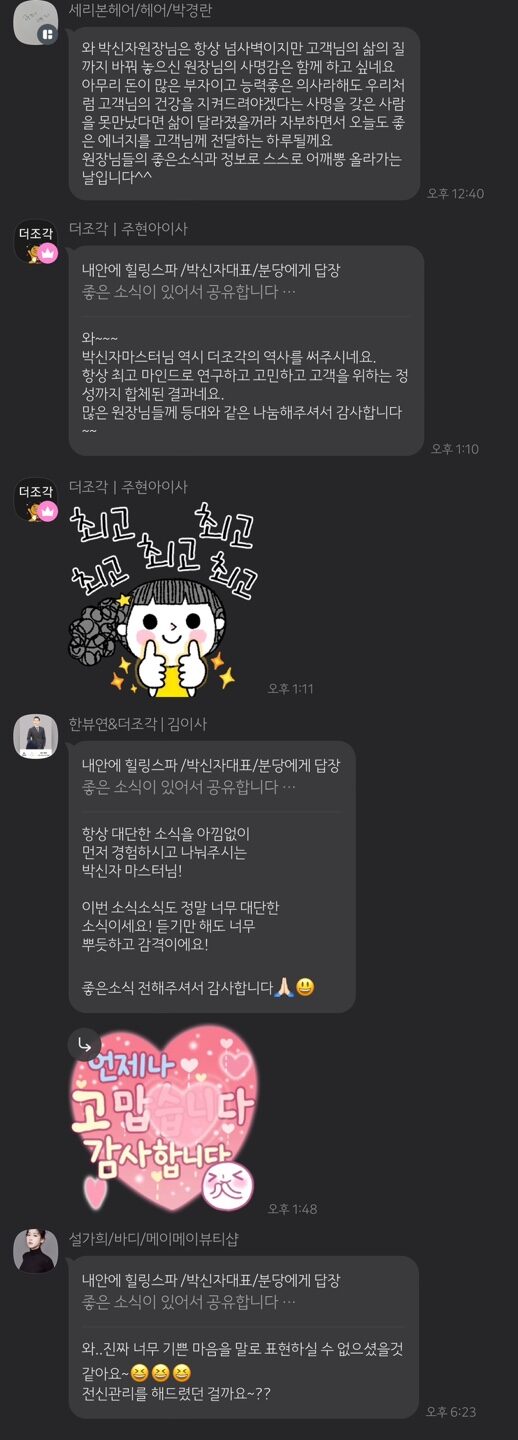 세리본헤어/헤어/박경란
와 박신자원장님은 항상 넘사벽이지만 고객님의 삶의 질
까지 바꿔 놓으신 원장님의 사명감은 함께 하고 싶네요
아무리 돈이 많은 부자이고 능력좋은 의사라해도 우리처
럼 고객님의 건강을 지켜드려야겠다는 사명을 갖은 사람
을 못만났다면 삶이 달라졌을꺼라 자부하면서 오늘도 좋
은 에너지를 고객님께 전달하는 하루될께요
원장님들의 좋은소식과 정보로 스스로 어깨뽕 올라가는
날입니다^^
오후 12:40
더조각
더조각 | 주현아이사
내안에 힐링스파 /박신자대표/분당에게 답장
좋은 소식이 있어서 공유합니다 …
와~~~
박신자마스터님 역시 더조각의 역사를 써주시네요.
항상 최고 마인드로 연구하고 고민하고 고객을 위하는 정
성까지 합체된 결과네요.
많은 원장님들께 등대와 같은 나눔해주셔서 감사합니다
~~
오후 1:10
더조각
더조각 | 주현아이사
최고 최고 최고
최고 최고
오후 1:11
한뷰연&더조각 | 김이사
내안에 힐링스파 /박신자대표/분당에게 답장
좋은 소식이 있어서 공유합니다 …
항상 대단한 소식을 아낌없이
먼저 경험하시고 나눠주시는
박신자 마스터님!
이번 소식소식도 정말 너무 대단한
소식이세요! 듣기만 해도 너무
뿌듯하고 감격이에요!
좋은소식 전해주셔서 감사합니다🙏🏻😃
언제나
고맙습니다
감사합니다
오후 1:48
설가희/바디/메이메이뷰티샵
내안에 힐링스파 /박신자대표/분당에게 답장
좋은 소식이 있어서 공유합니다 …
와..진짜 너무 기쁜 마음을 말로 표현하실 수 없으셨을것
같아요~😆😆😆
전신관리를 해드렸던 걸까요~??
오후 6:23